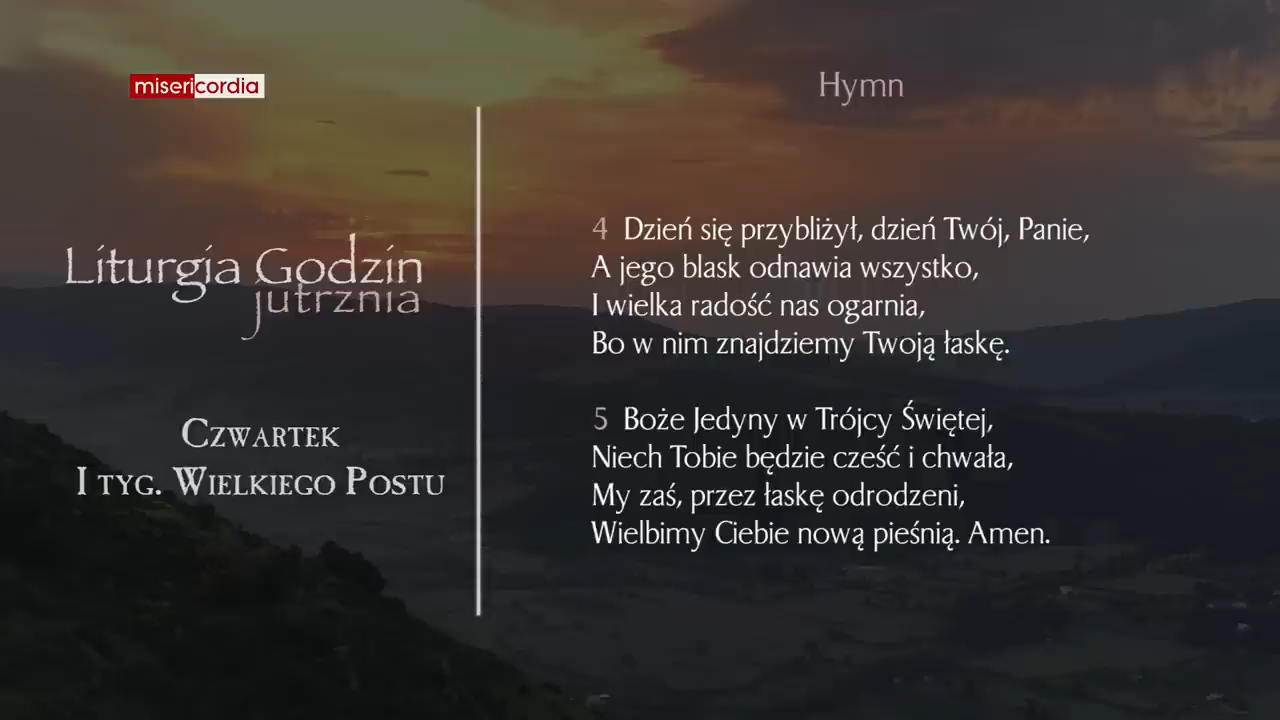 misericordia
Liturgia Godzin
jutrznia
Czwartek
I tyg. Wielkiego Postu
Hymn
4 Dzień się przybliżył, dzień Twój, Panie,
A jego blask odnawia wszystko,
I wielka radość nas ogarnia,
Bo w nim znajdziemy Twoją łaskę.
5 Boże Jedyny w Trójcy Świętej,
Niech Tobie będzie cześć i chwała,
My zaś, przez łaskę odrodzeni,
Wielbimy Ciebie nową pieśnią. Amen.